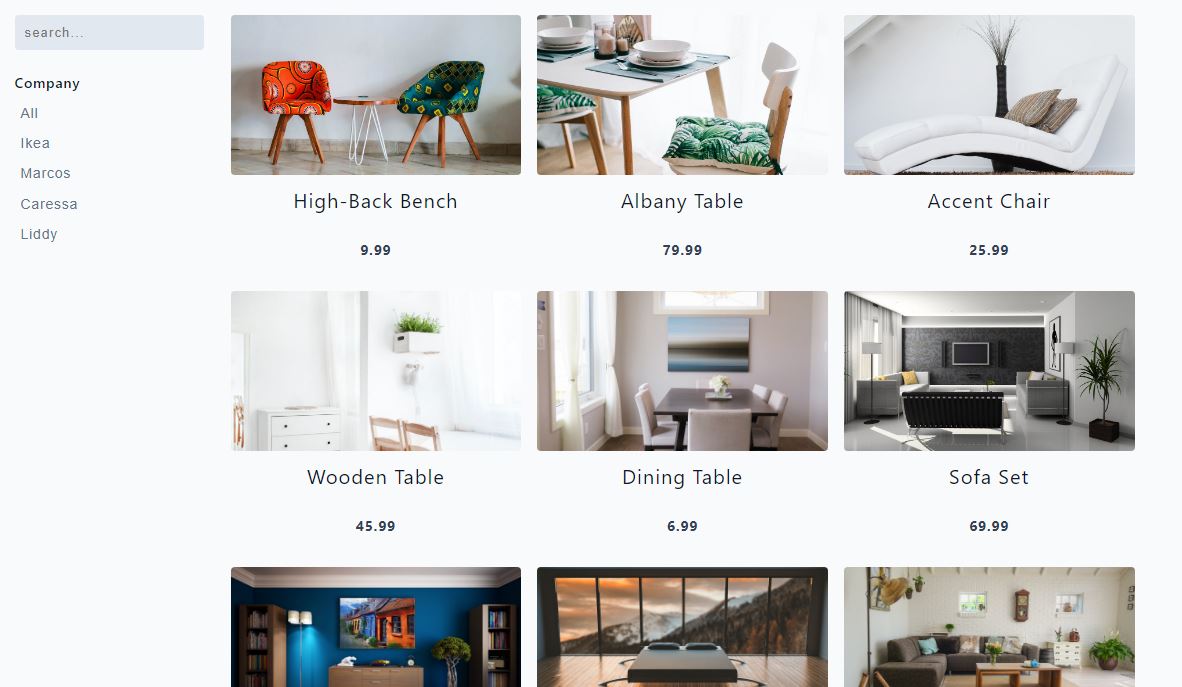 search...
Company
All
Ikea
Marcos
Caressa
Liddy
High-Back Bench
9.99
Albany Table
79.99
Accent Chair
25.99
Wooden Table
45.99
Dining Table
6.99
Sofa Set
69.99